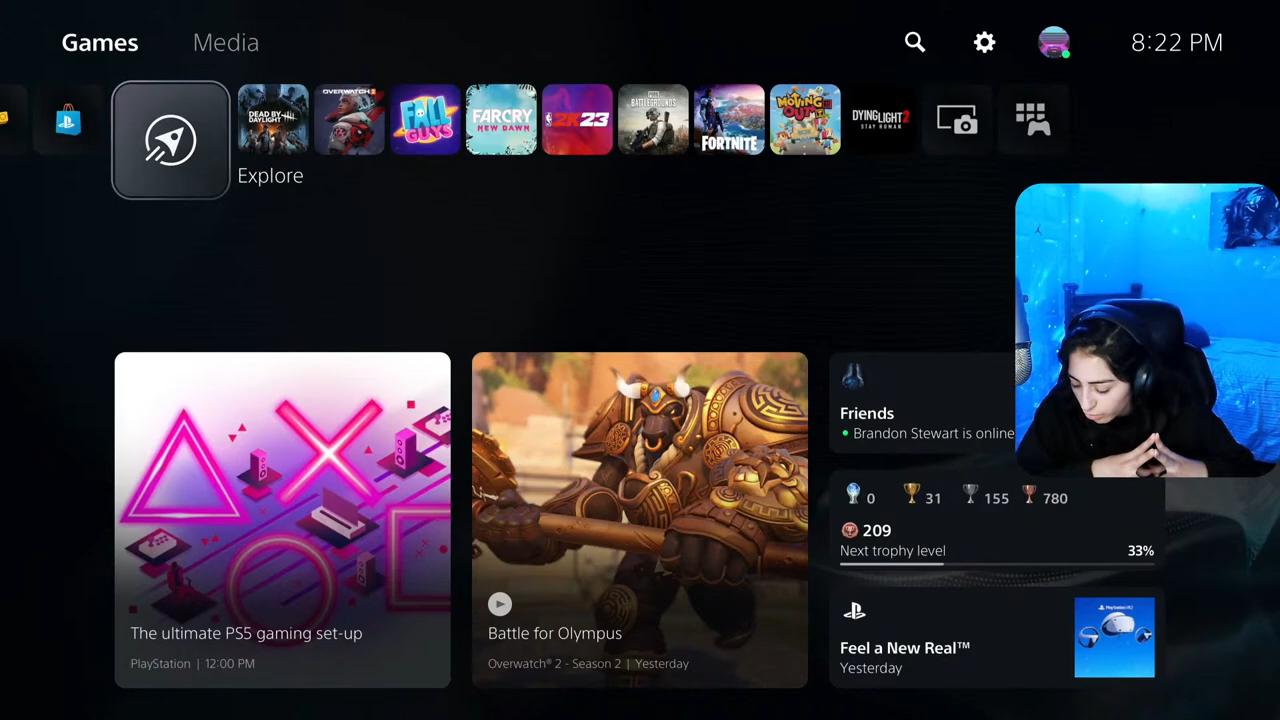 Games
Media
8:22 PM
DEAD BY
DAYLIGHT
OVERWATCH 2
FALL
GUYS
FARCRY
NEW DAWN
2K23
PUBG
BATTLEGROUNDS
FORTNITE
MOVING
OUT
DYING LIGHT 2
STAY HUMAN
Explore
Friends
Brandon Stewart is online
0
31
155
780
209
Next trophy level
33%
The ultimate PS5 gaming set-up
PlayStation | 12:00 PM
Battle for Olympus
Overwatch® 2 - Season 2 | Yesterday
Feel a New Real™
Yesterday